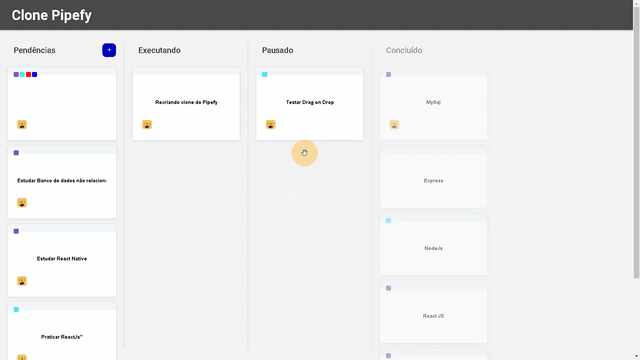 Clone Pipefy
Pendências
+
Executando
Pausado
Concluído
Recriando clone do Pipefy
Testar Drag en Drop
MySql
Estudar Banco de dados não relacion:
Express
Estudar React Native
NodeJs
Praticar ReactJs"
React JS